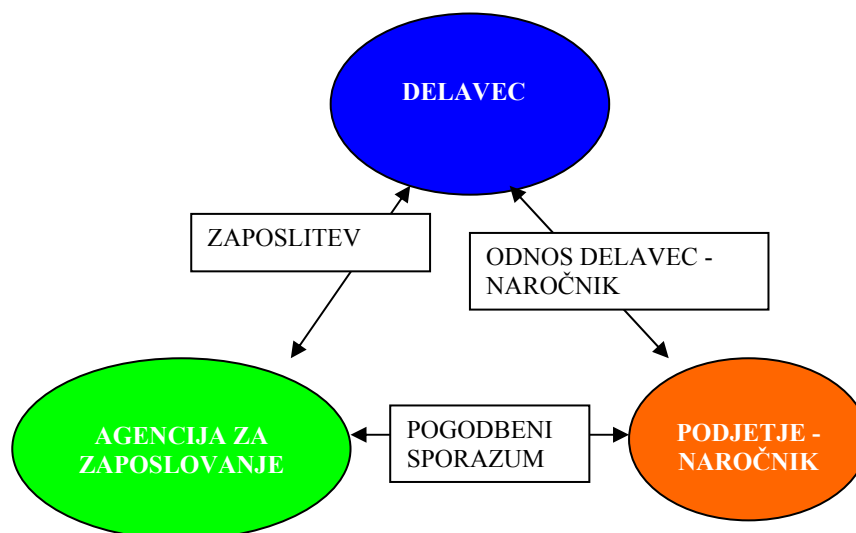 DELAVEC
ZAPOSLITEV
ODNOS DELAVEC -
NAROČNIK
AGENCIJA ZA
ZAPOSLOVANJE
POGODBENI
SPORAZUM
PODJETJE -
NAROČNIK